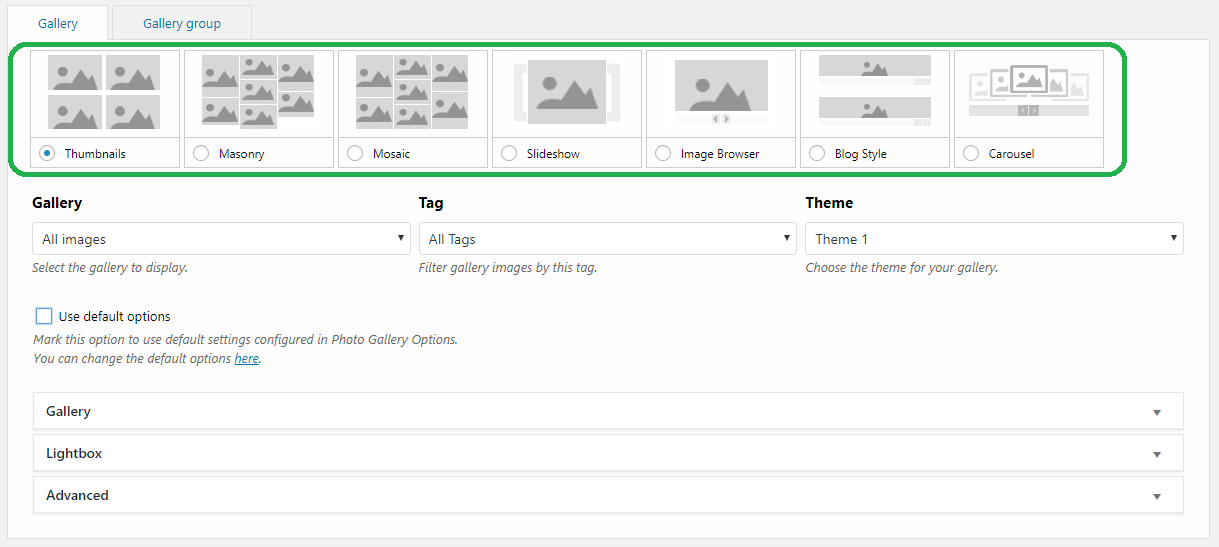 Gallery Gallery group
Thumbnails Masonry Mosaic Slideshow Image Browser Blog Style Carousel
Gallery Tag Theme
All images All Tags Theme 1
Select the gallery to display. Filter gallery images by this tag. Choose the theme for your gallery.
Use default options
Mark this option to use default settings configured in Photo Gallery Options.
You can change the default options here.
Gallery
Lightbox
Advanced